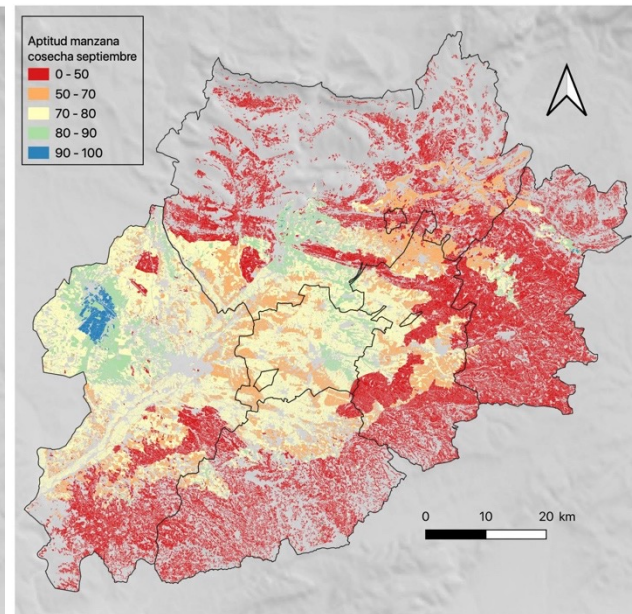 Aptitud manzana
cosecha septiembre
0 - 50
50 - 70
70 - 80
80 - 90
90 - 100
0 10 20 km